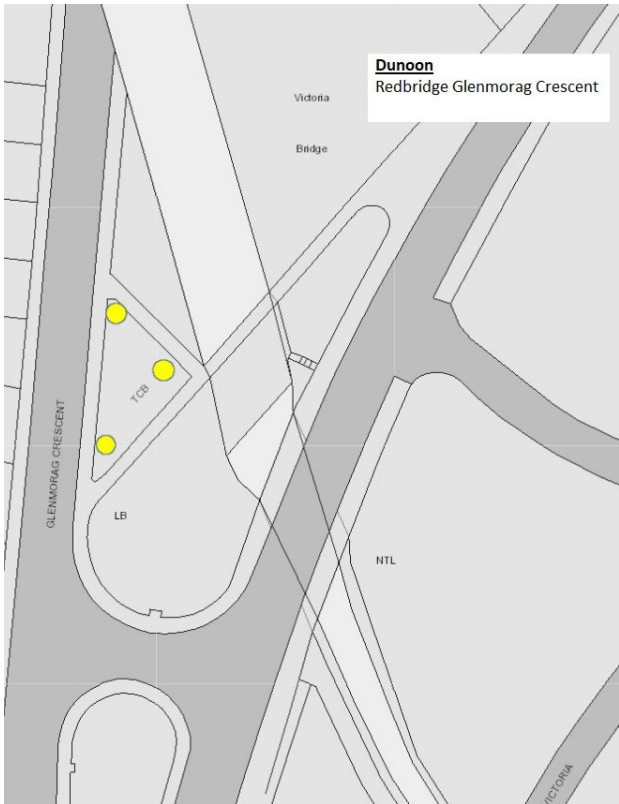 Dunoon
Redbridge Glenmorag Crescent
Victoria
Bridge
TCB
GLENMORAG CRESCENT
LB
NTL
VICTORIA